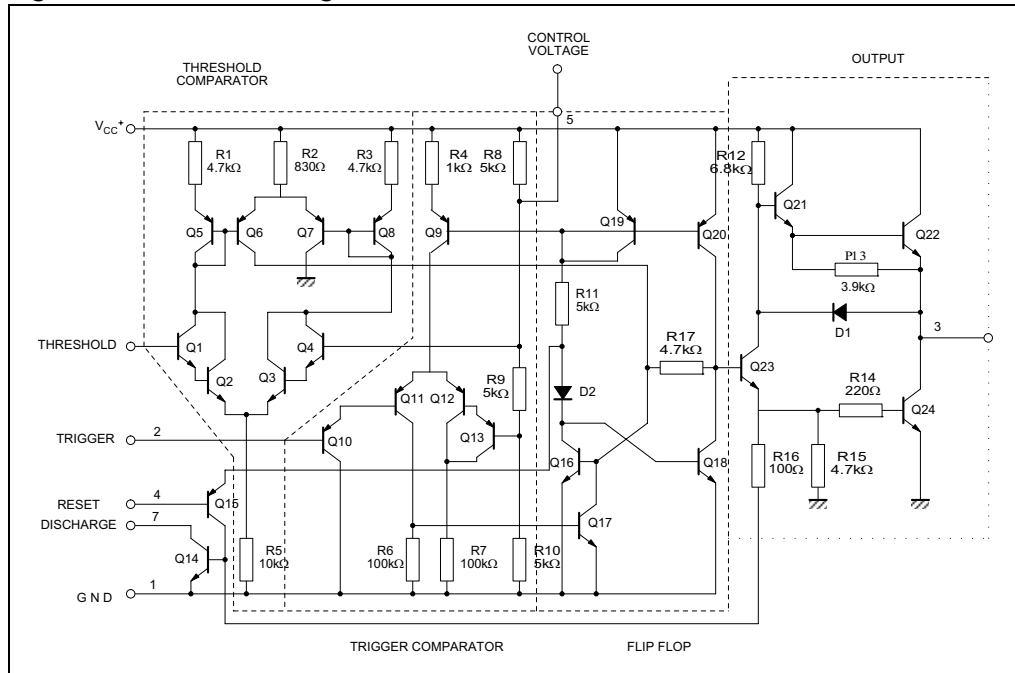 CONTROL
VOLTAGE
OUTPUT
THRESHOLD
COMPARATOR
5
VCC+
R1
4.7kΩ
R2
830Ω
R3
4.7kΩ
R4
1kΩ
R8
5kΩ
R12
6.8kΩ
Q21
Q5
Q6
Q7
Q8
Q9
Q19
Q20
Q22
R11
5kΩ
P13
3.9kΩ
D1
3
THRESHOLD
Q1
Q4
R17
4.7kΩ
Q23
Q2
Q3
R9
5kΩ
D2
R14
220Ω
Q11
Q12
Q24
TRIGGER
2
Q10
Q13
Q16
Q18
R16
100Ω
R15
4.7kΩ
RESET
4
Q15
DISCHARGE
7
Q17
Q14
R5
10kΩ
R6
100kΩ
R7
100kΩ
R10
5kΩ
GND
1
TRIGGER COMPARATOR
FLIP FLOP